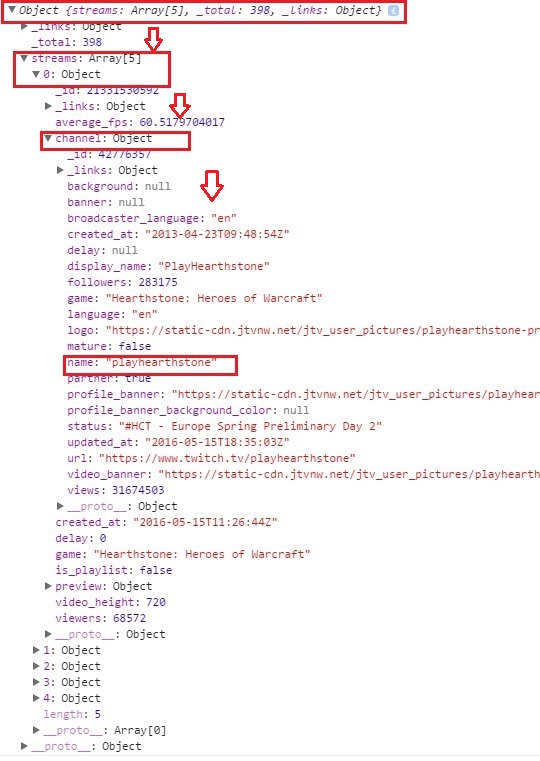 Object {streams: Array[5], _total: 398, _links: Object} i
_links: Object
_total: 398
streams: Array[5]
0: Object
_id: 21331530592
_links: Object
average_fps: 60.5179704017
channel: Object
_id: 42776357
_links: Object
background: null
banner: null
broadcaster_language: "en"
created_at: "2013-04-23T09:48:54Z"
delay: null
display_name: "PlayHearthstone"
followers: 283175
game: "Hearthstone: Heroes of Warcraft"
language: "en"
logo: "https://static-cdn.jtvnw.net/jtv_user_pictures/playhearthstone-pr
mature: false
name: "playhearthstone"
partner: true
profile_banner: "https://static-cdn.jtvnw.net/jtv_user_pictures/playhear
profile_banner_background_color: null
status: "#HCT - Europe Spring Preliminary Day 2"
updated_at: "2016-05-15T18:35:03Z"
url: "https://www.twitch.tv/playhearthstone"
video_banner: "https://static-cdn.jtvnw.net/jtv_user_pictures/playhearth
views: 31674503
__proto__: Object
created_at: "2016-05-15T11:26:44Z"
delay: 0
game: "Hearthstone: Heroes of Warcraft"
is_playlist: false
preview: Object
video_height: 720
viewers: 68572
__proto__: Object
1: Object
2: Object
3: Object
4: Object
length: 5
__proto__: Array[0]
__proto__: Object